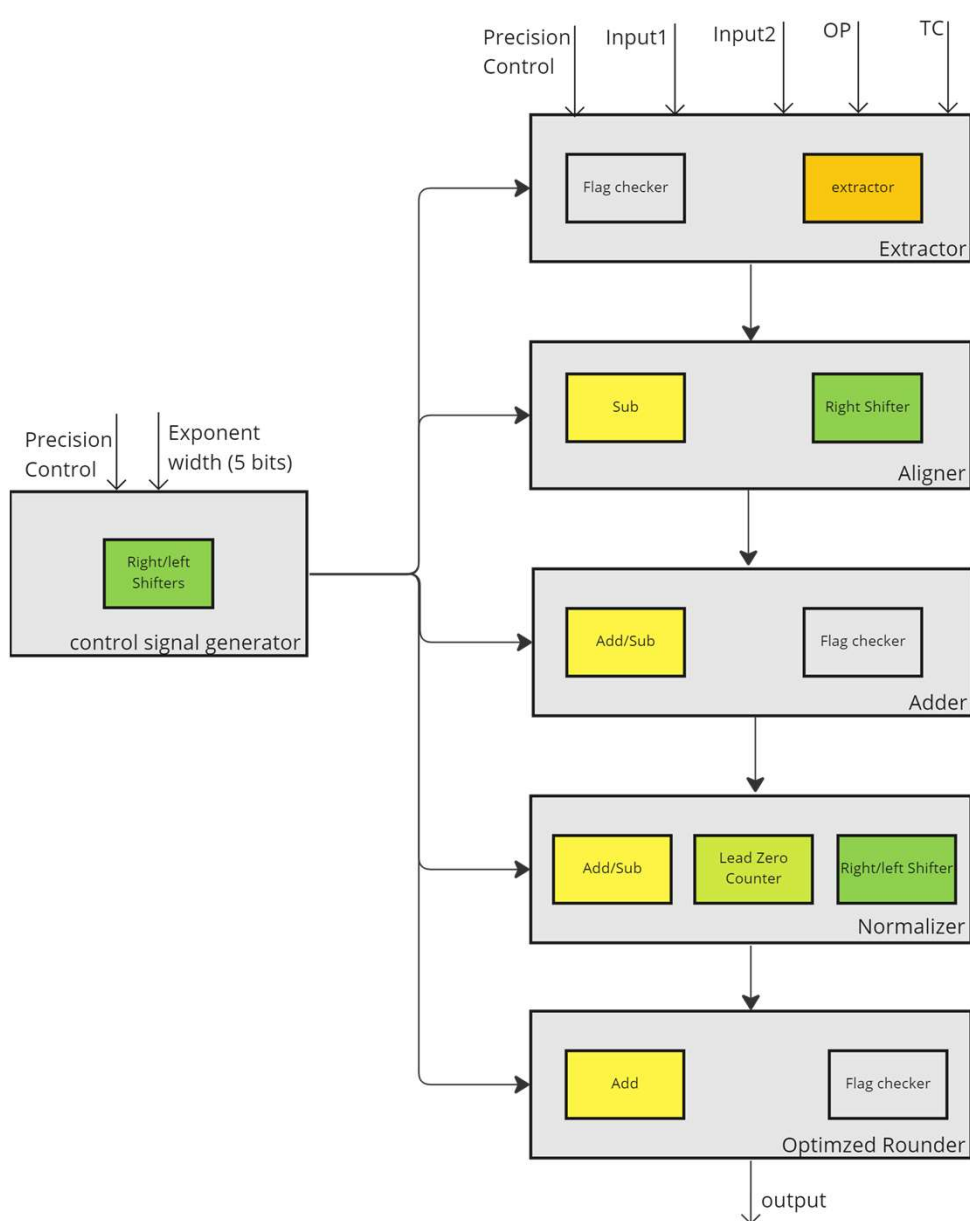 Precision
Control
Input1
Input2
OP
TC
Flag checker
extractor
Extractor
Sub
Right Shifter
Aligner
Precision
Control
Exponent
width (5 bits)
Right/left
Shifters
control signal generator
Add/Sub
Flag checker
Adder
Add/Sub
Lead Zero
Counter
Right/left Shifter
Normalizer
Add
Flag checker
Optimzed Rounder
output